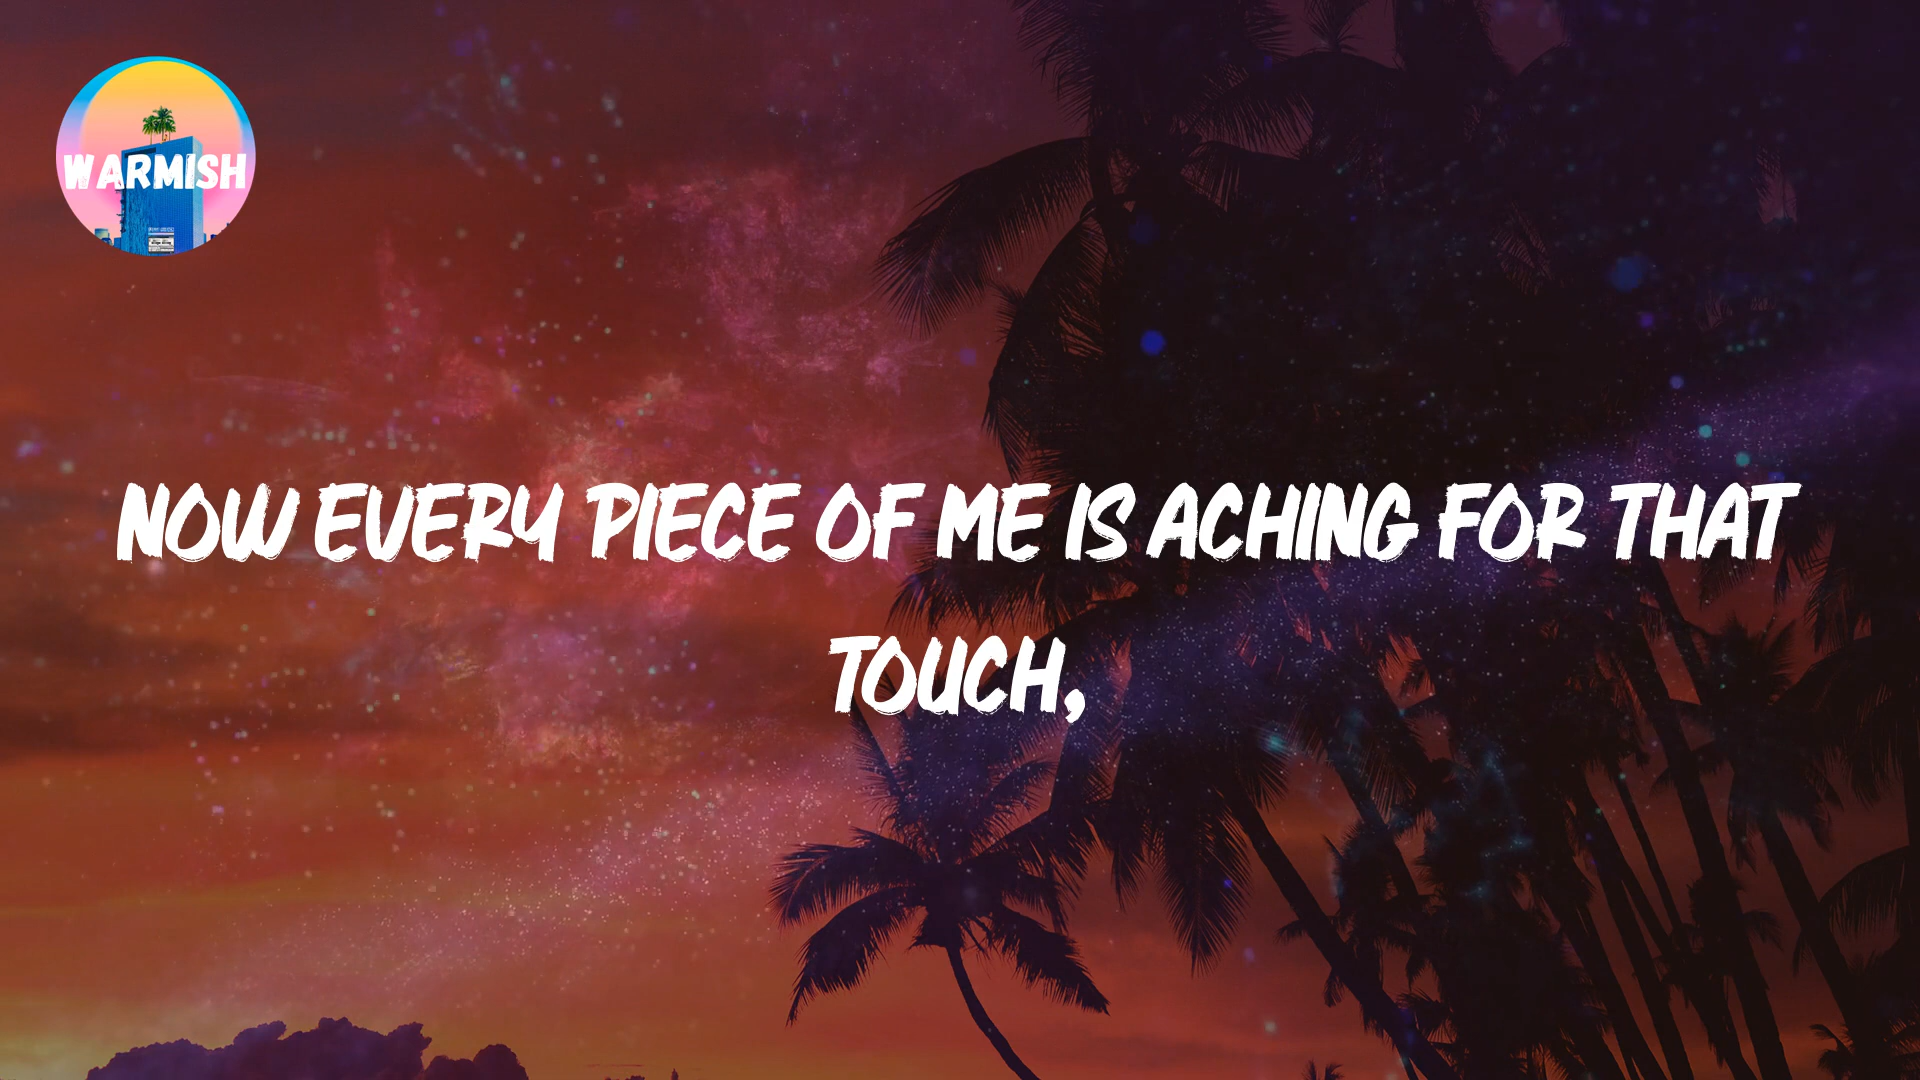 WARMISH
NOW EVERY PIECE OF ME IS ACHING FOR THAT
TOUCH,